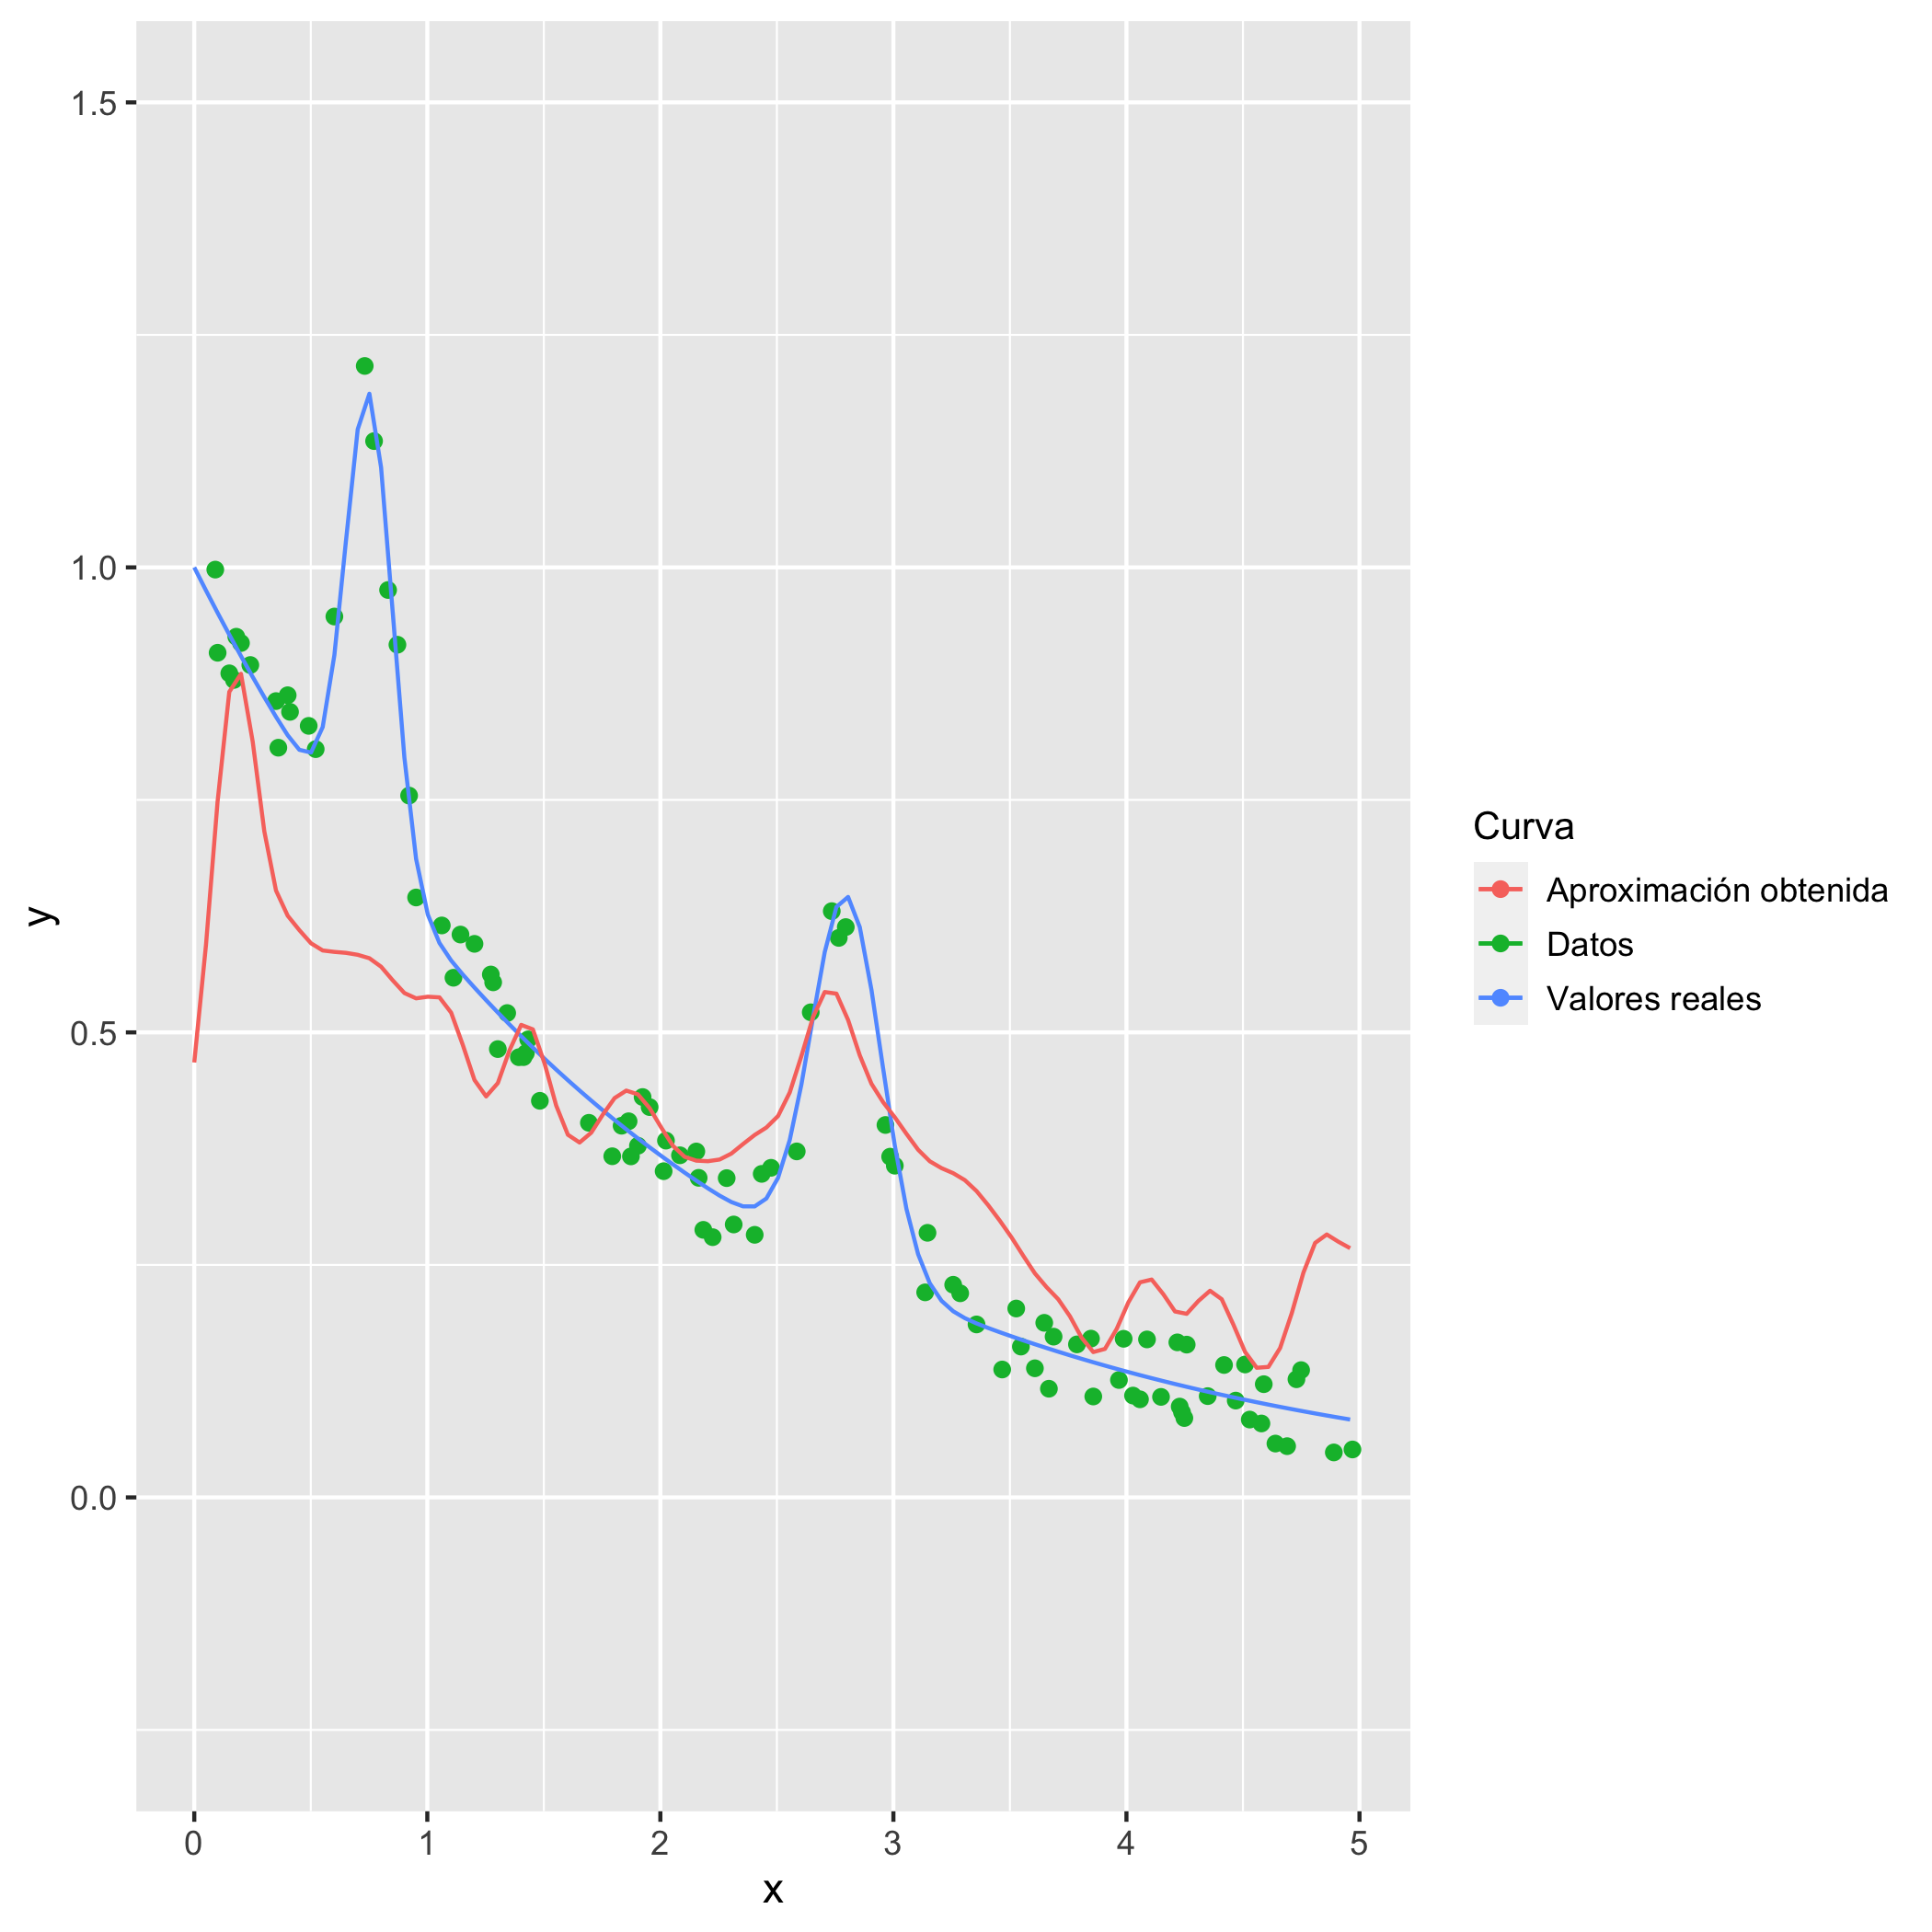 1.5
1.0
0.5
0.0
y
0 1 2 3 4 5
x
Curva
Aproximación obtenida
Datos
Valores reales